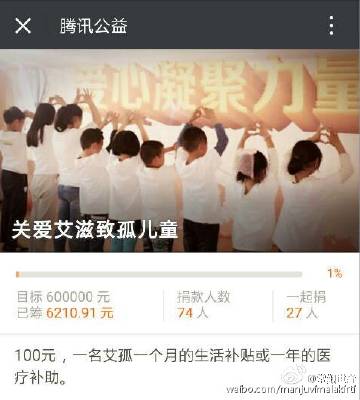 腾讯公益
爱心凝聚力量
关爱艾滋致孤儿童
1%
目标 600000 元 捐款人数 一起捐
已筹 6210.91 元 74 人 27 人
100元，一名艾孤一个月的生活补贴或一年的医
疗补助。